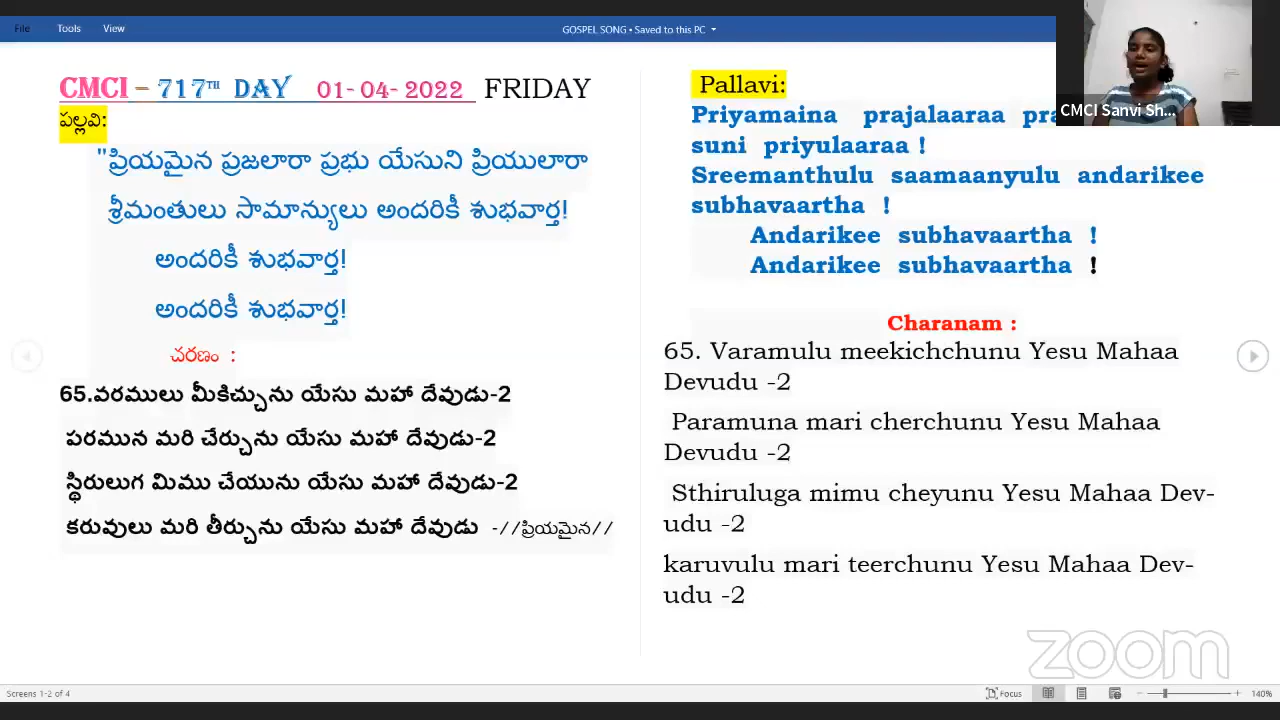 File Tools View
GOSPEL SONG • Saved to this PC
CMCI Sanvi Sh...
CMCI – 717TH DAY 01-04-2022 FRIDAY
పల్లవి:
"ప్రియమైన ప్రజలారా ప్రభు యేసుని ప్రియులారా
శ్రీమంతులు సామాన్యులు అందరికీ శుభవార్త!
అందరికీ శుభవార్త!
అందరికీ శుభవార్త!
చరణం :
65.వరములు మీకిచ్చును యేసు మహా దేవుడు-2
పరమున మరి చేర్చును యేసు మహా దేవుడు-2
స్థిరులుగ మిము చేయును యేసు మహా దేవుడు-2
కరువులు మరి తీర్చును యేసు మహా దేవుడు -//ప్రియమైన//
Pallavi:
Priyamaina prajalaaraa
suni priyulaaraa !
Sreemanthulu saamaanyulu andarikee
subhavaartha !
Andarikee subhavaartha !
Andarikee subhavaartha !
Charanam :
65. Varamulu meekichchunu Yesu Mahaa
Devudu -2
Paramuna mari cherchunu Yesu Mahaa
Devudu -2
Sthiruluga mimu cheyunu Yesu Mahaa Dev-
udu -2
karuvulu mari teerchunu Yesu Mahaa Dev-
udu -2
zoom
Screens 1-2 of 4
Focus
140%